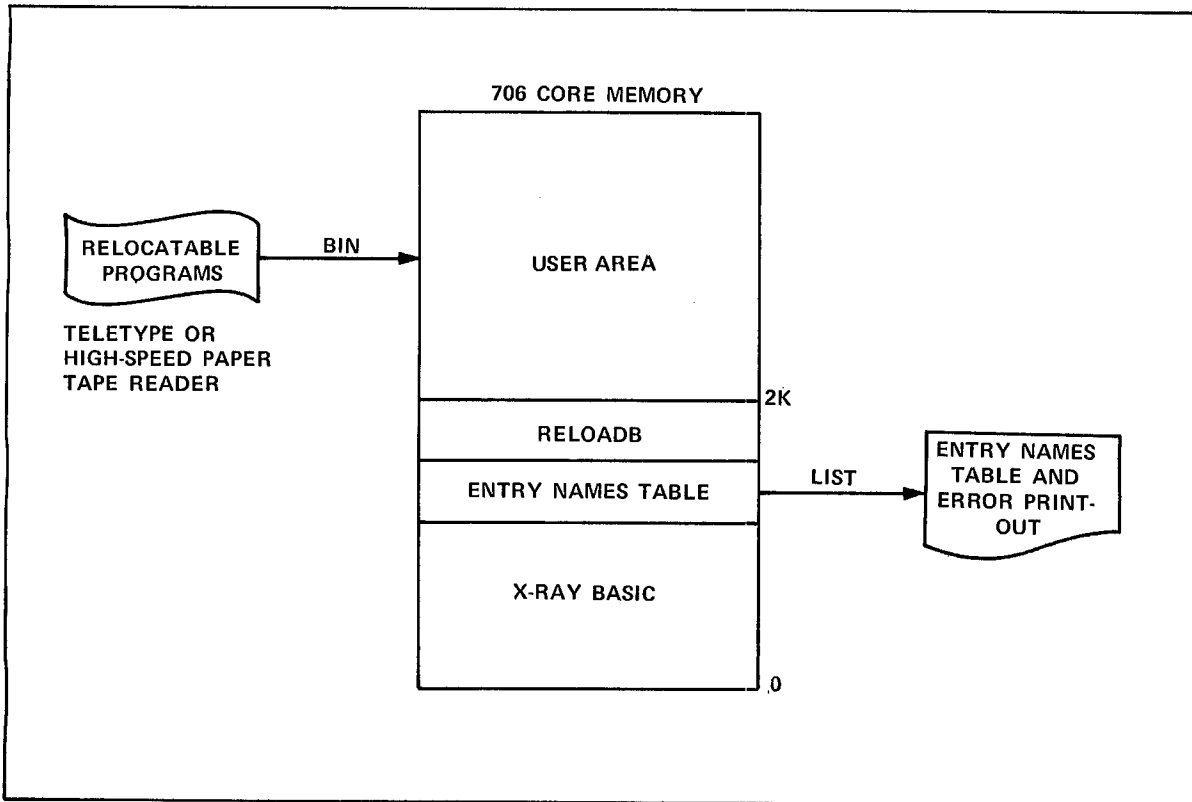 706 CORE MEMORY
RELOCATABLE
PROGRAMS
BIN
USER AREA
TELETYPE OR
HIGH-SPEED PAPER
TAPE READER
2K
RELOADB
ENTRY NAMES TABLE
LIST
ENTRY NAMES
TABLE AND
ERROR PRINT-
OUT
X-RAY BASIC
0